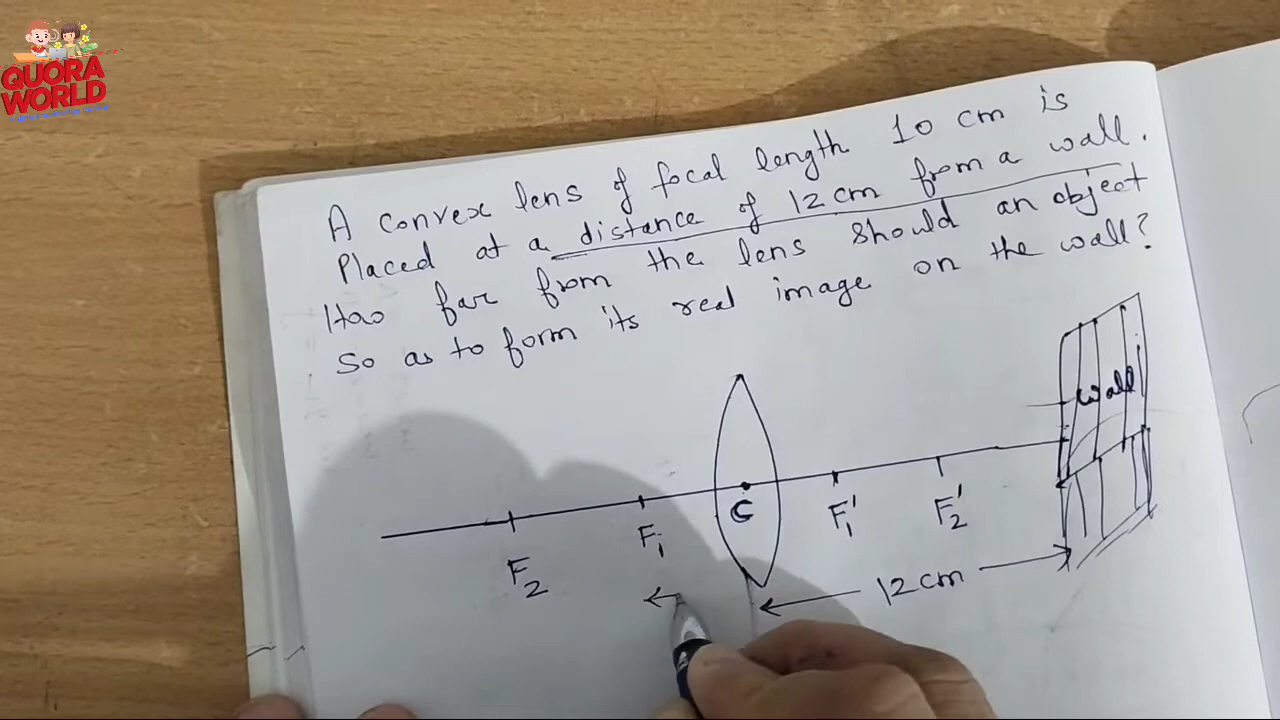 QUORA
WORLD
A convex lens of focal length 10 cm is
Placed at a distance of 12 cm from a wall.
How far from the lens should an object
So as to form its real image on the wall?
wall
C
F1
F1'
F2'
F2
12 cm